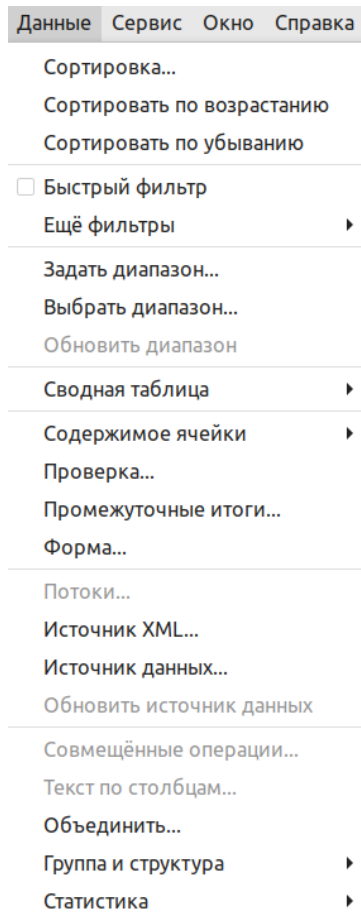 Данные Сервис Окно Справка
Сортировка...
Сортировать по возрастанию
Сортировать по убыванию
Быстрый фильтр
Ещё фильтры
Задать диапазон...
Выбрать диапазон...
Обновить диапазон
Сводная таблица
Содержимое ячейки
Проверка...
Промежуточные итоги...
Форма...
Потоки...
Источник XML...
Источник данных...
Обновить источник данных
Совмещённые операции...
Текст по столбцам...
Объединить...
Группа и структура
Статистика